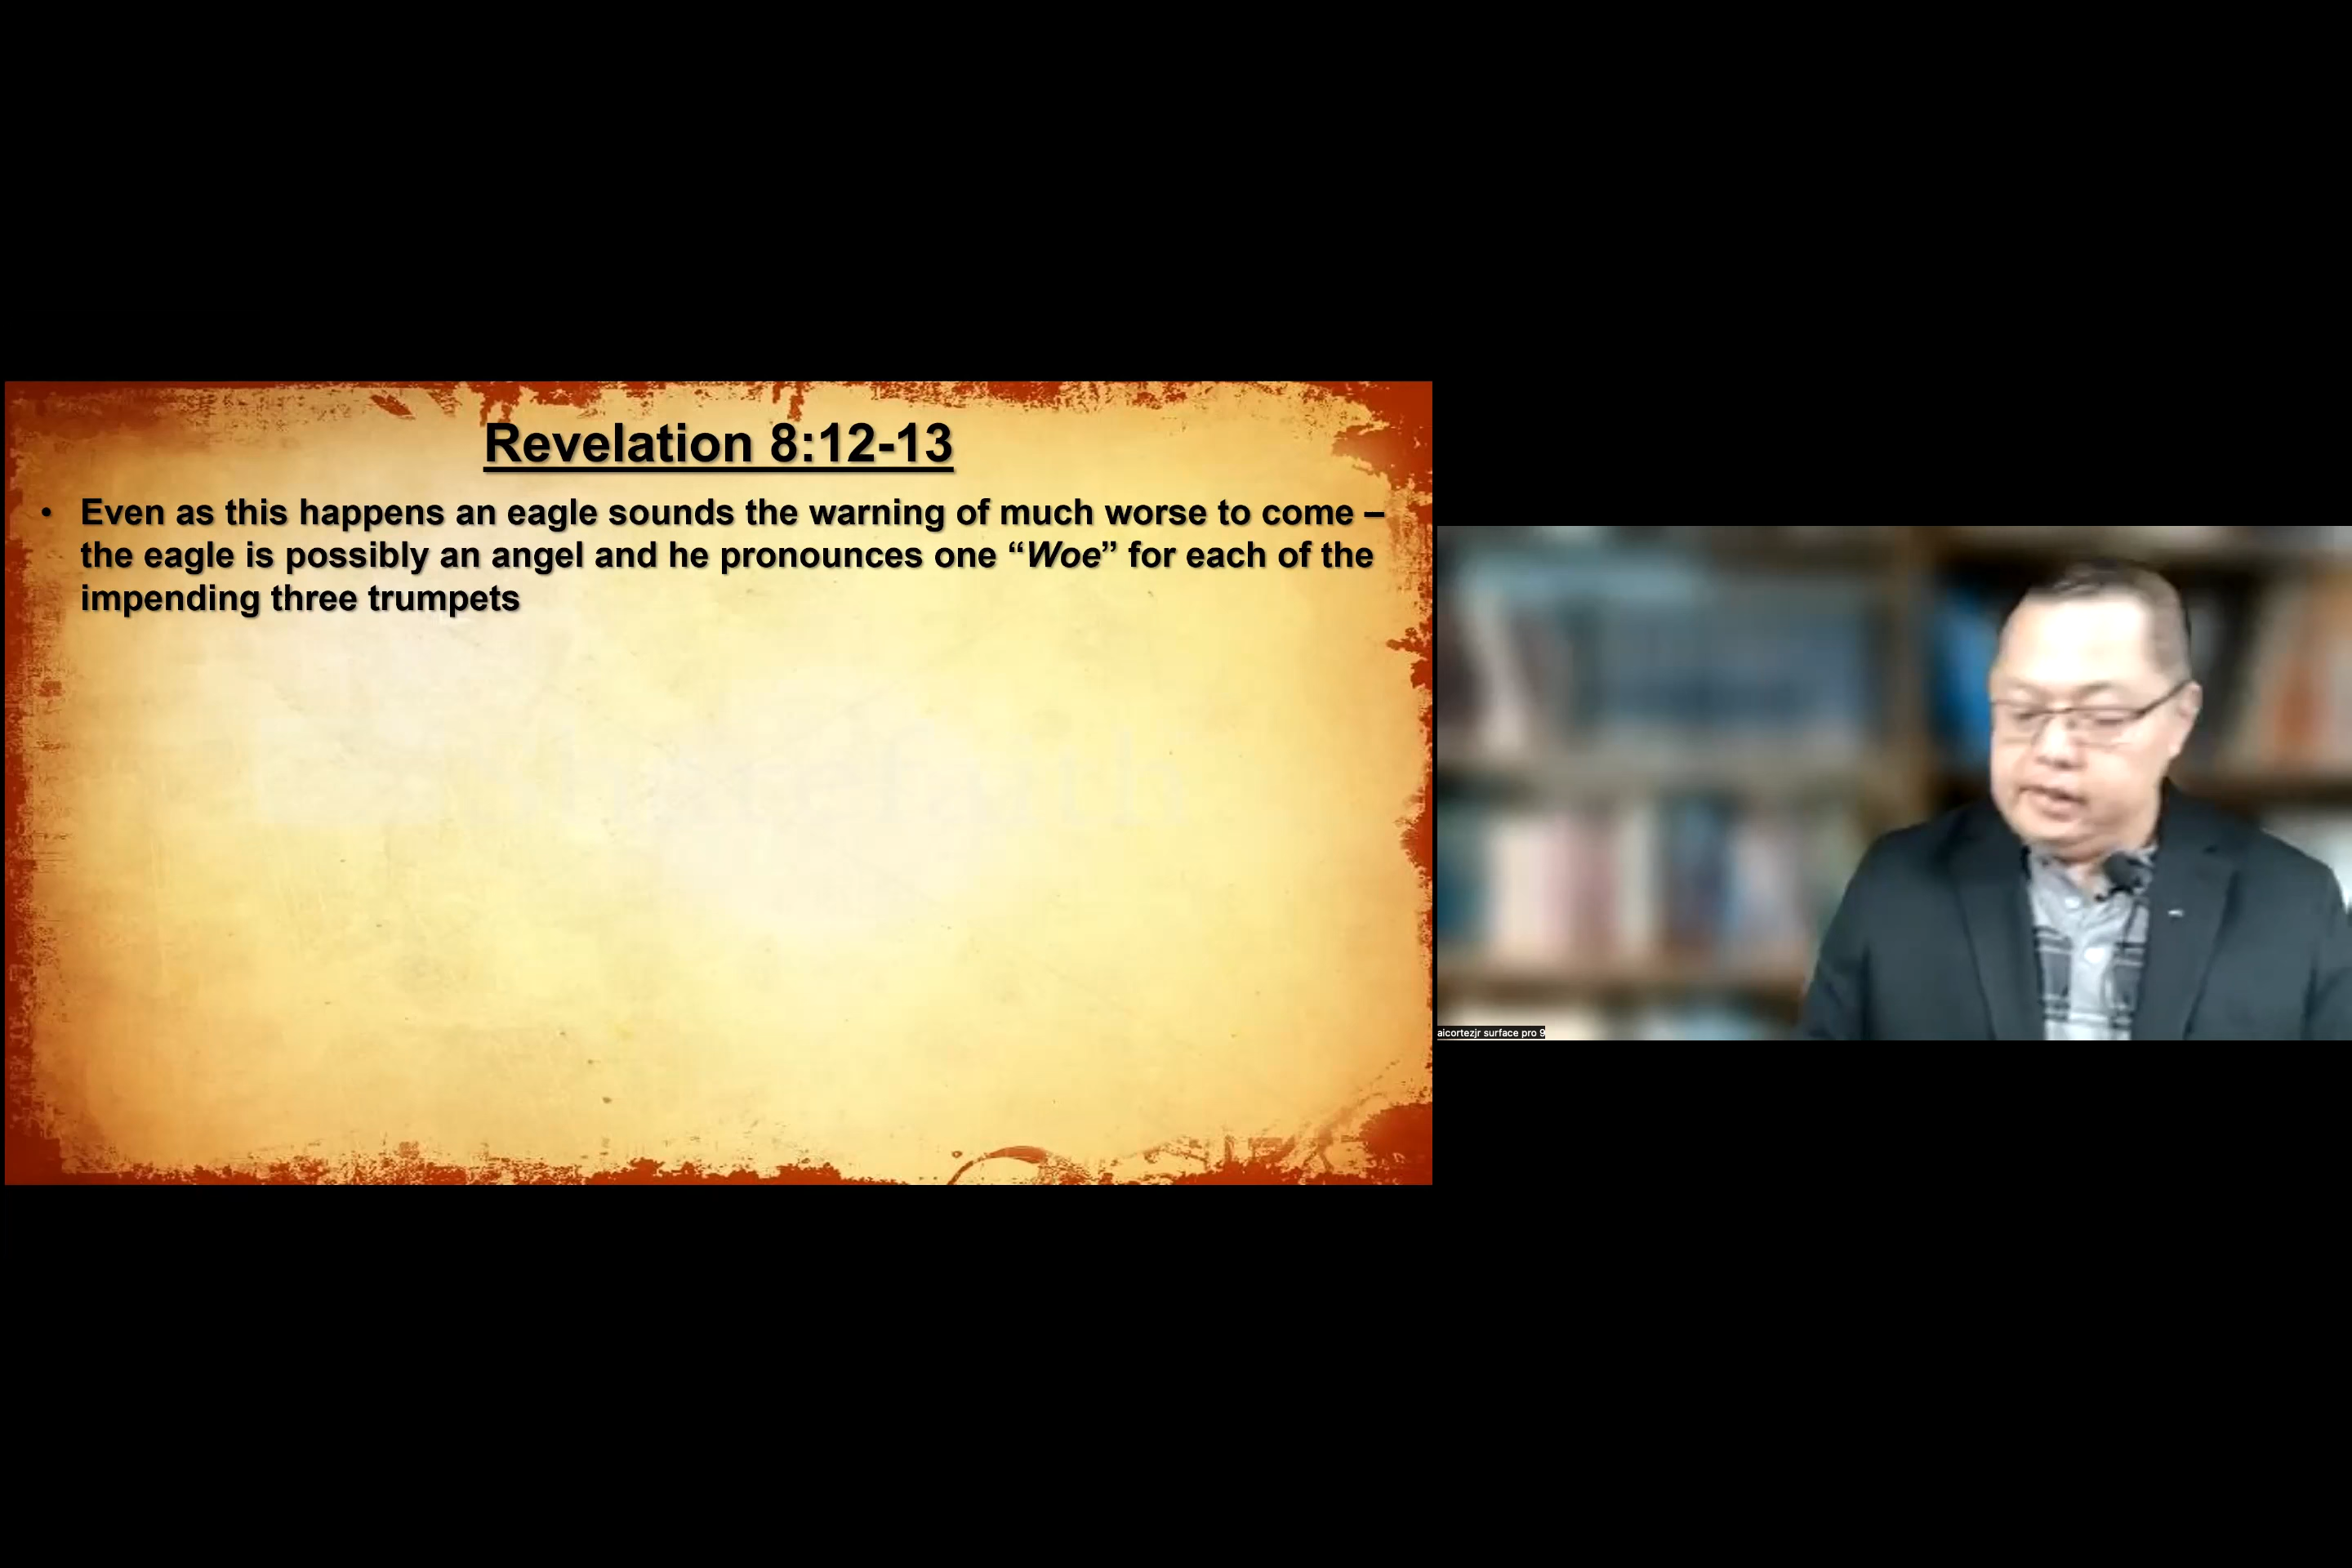 Revelation 8:12-13
• Even as this happens an eagle sounds the warning of much worse to come –
the eagle is possibly an angel and he pronounces one “Woe” for each of the
impending three trumpets
aicortezjr surface pro 9